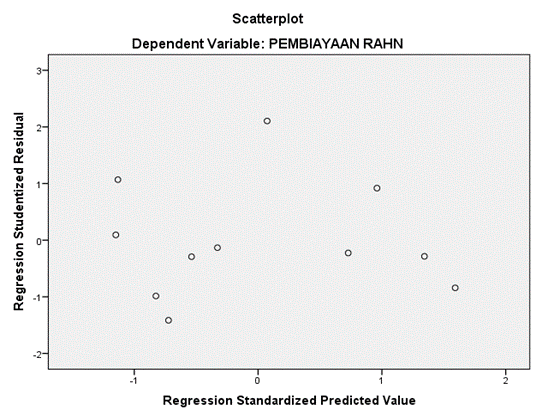 Scatterplot
Dependent Variable: PEMBIAYAAN RAHN
Regression Studentized Residual
3
2
1
0
-1
-2
-1
0
1
2
Regression Standardized Predicted Value